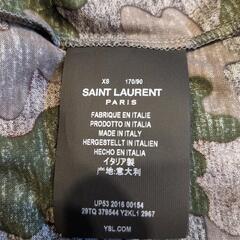 XS 170/90
SAINT LAURENT
PARIS
FABRIQUE EN ITALIE
PRODOTTO IN ITALIA
MADE IN ITALY
HERGESTELLT IN ITALIEN
HECHO EN ITALIA
イタリア製
产地:意大利
UP53 2016 00154
29TQ 379544 Y2KL1 2967
YSL.COM